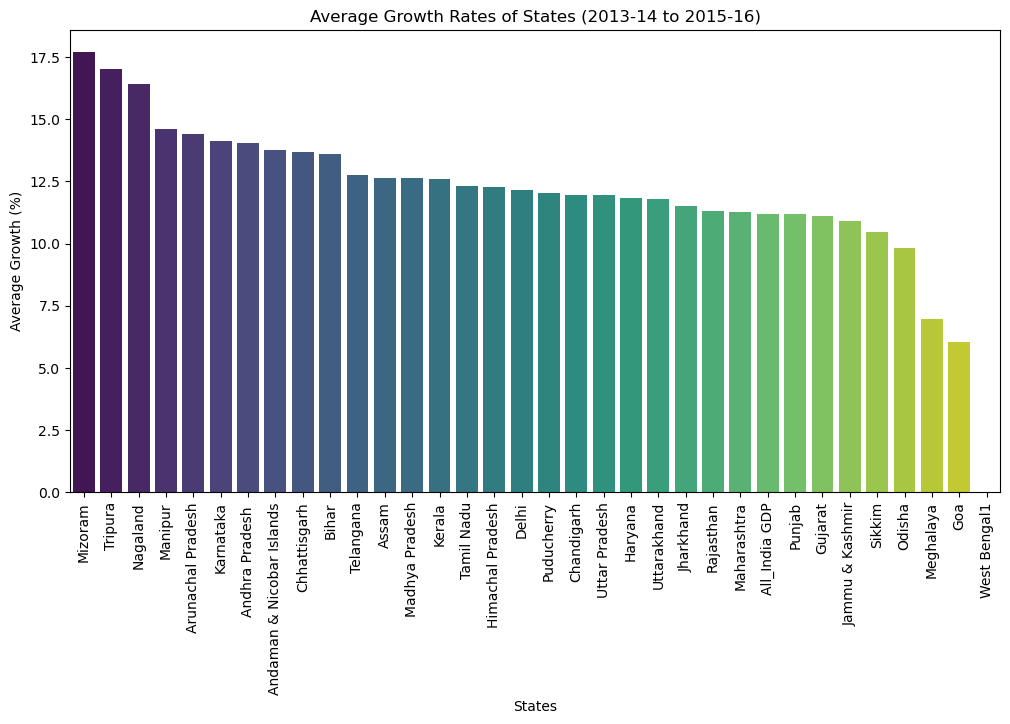 Average Growth Rates of States (2013-14 to 2015-16)
Average Growth (%)
17.5
15.0
12.5
10.0
7.5
5.0
2.5
0.0
Mizoram
Tripura
Nagaland
Manipur
Arunachal Pradesh
Karnataka
Andhra Pradesh
Andaman & Nicobar Islands
Chhattisgarh
Bihar
Telangana
Assam
Madhya Pradesh
Kerala
Tamil Nadu
Himachal Pradesh
Delhi
Puducherry
Chandigarh
Uttar Pradesh
Haryana
Uttarakhand
Jharkhand
Rajasthan
Maharashtra
All_India GDP
Punjab
Gujarat
Jammu & Kashmir
Sikkim
Odisha
Meghalaya
Goa
West Bengal1
States